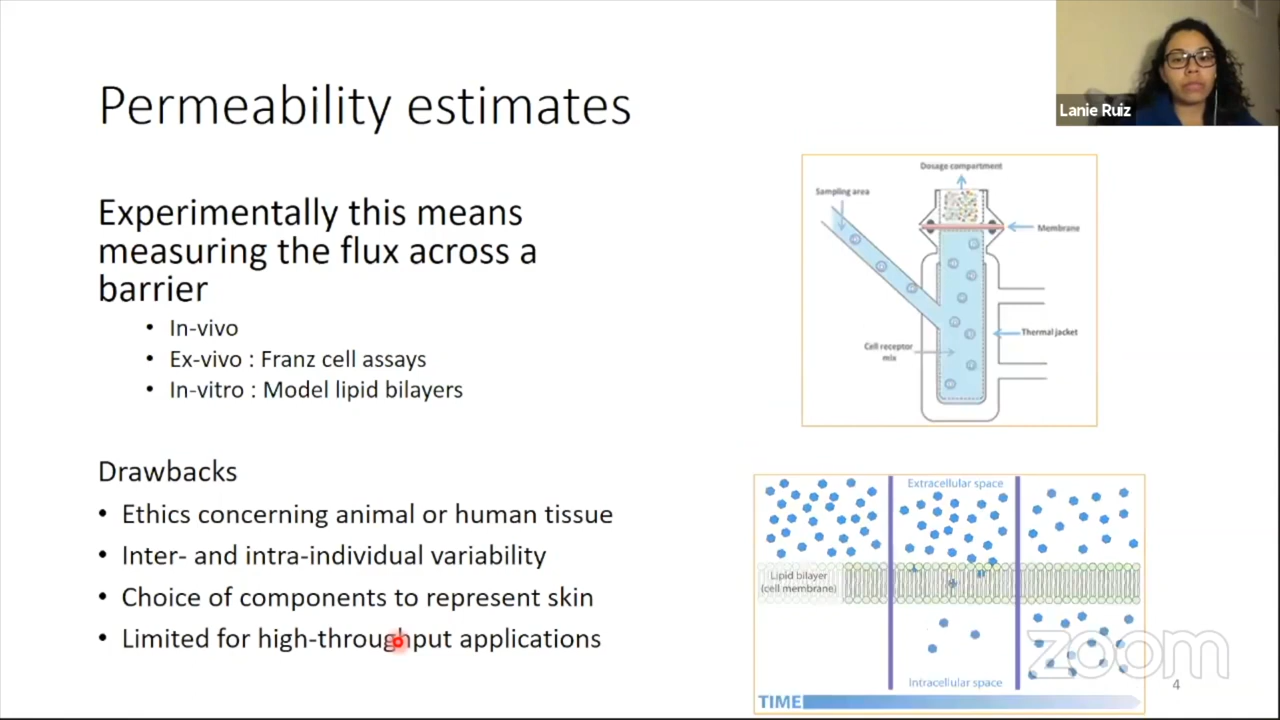 Permeability estimates
Lanie Ruiz
Experimentally this means
measuring the flux across a
barrier
• In-vivo
• Ex-vivo : Franz cell assays
• In-vitro : Model lipid bilayers
Drawbacks
• Ethics concerning animal or human tissue
• Inter- and intra-individual variability
• Choice of components to represent skin
• Limited for high-throughput applications
Dosage compartment
Sampling area
Membrane
Thermal jacket
Cell receptor
mix
Extracellular space
Lipid bilayer
(cell membrane)
Intracellular space
TIME
zoom
4